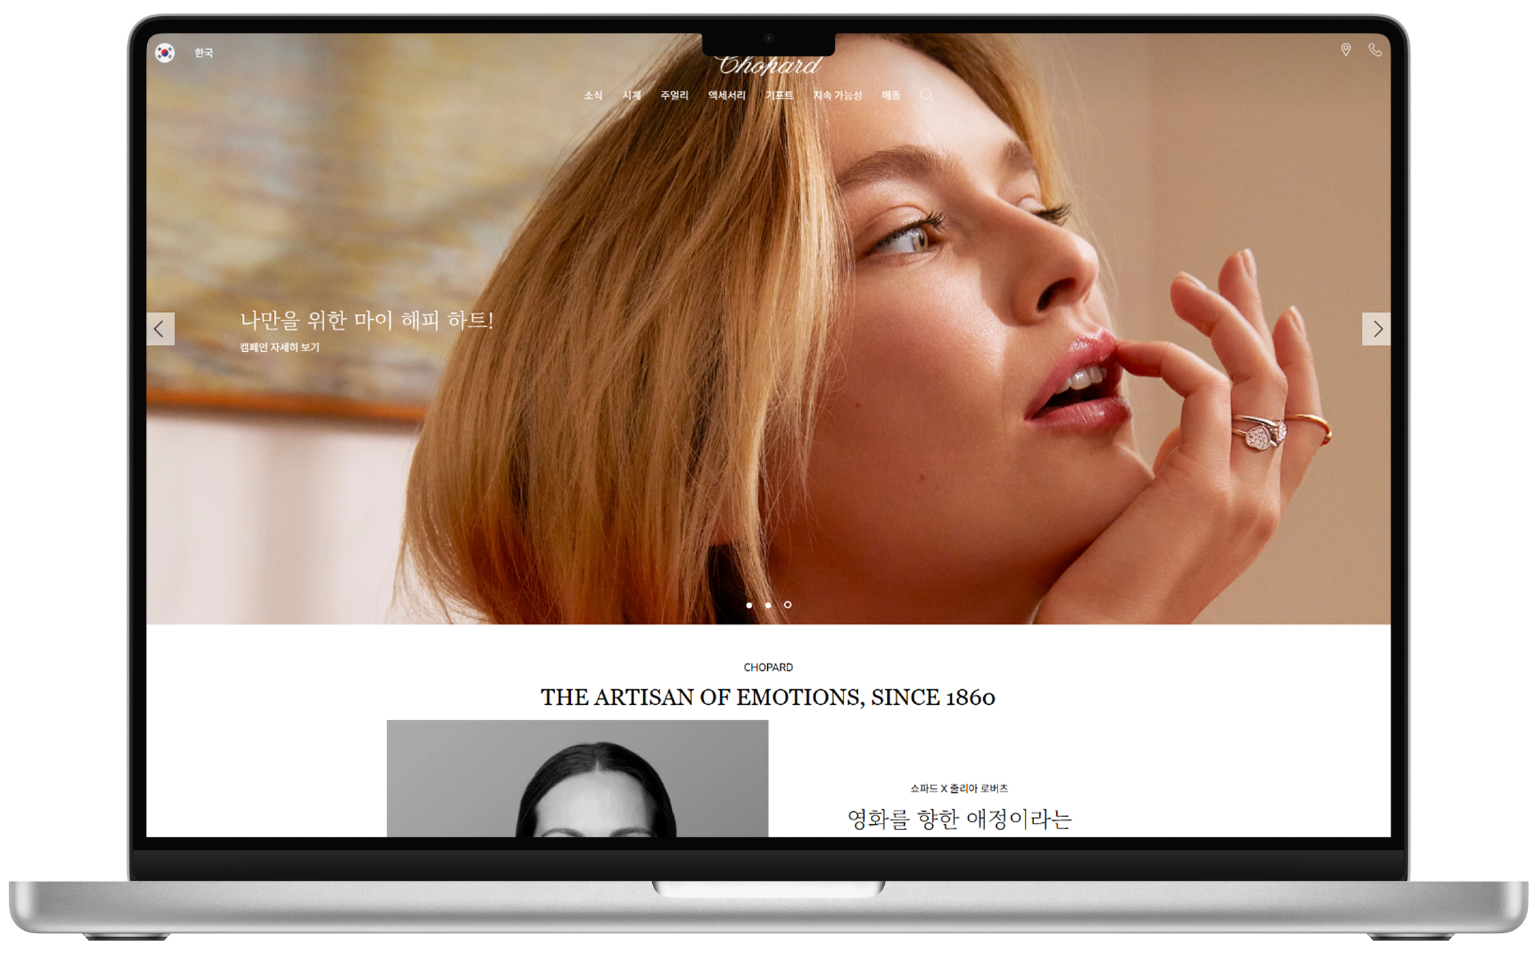 한국
Chopard
소식 시계 주얼리 액세서리 기프트 지속 가능성 메종
나만을 위한 마이 해피 하트!
캠페인 자세히 보기
CHOPARD
THE ARTISAN OF EMOTIONS, SINCE 1860
쇼파드 X 줄리아 로버츠
영화를 향한 애정이라는